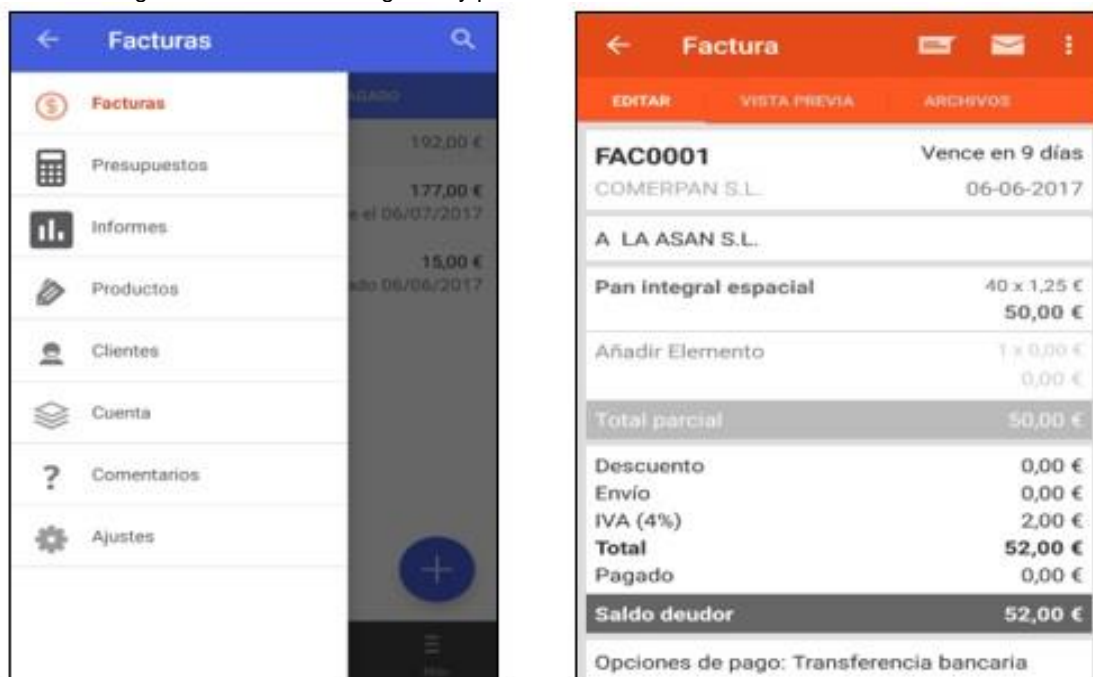 Facturas
Facturas
Presupuestos
Informes
Productos
Clientes
Cuenta
Comentarios
Ajustes
192,00 €
177,00 €
el 06/07/2017
15,00 €
06/06/2017
Factura
EDITAR VISTA PREVIA ARCHIVOS
FAC0001 Vence en 9 días
COMERPAN S.L. 06-06-2017
A LA ASAN S.L.
Pan integral espacial 40 x 1,25 €
50,00 €
Añadir Elemento 1 x 0,00 €
0,00 €
Total parcial 50,00 €
Descuento 0,00 €
Envío 0,00 €
IVA (4%) 2,00 €
Total 52,00 €
Pagado 0,00 €
Saldo deudor 52,00 €
Opciones de pago: Transferencia bancaria